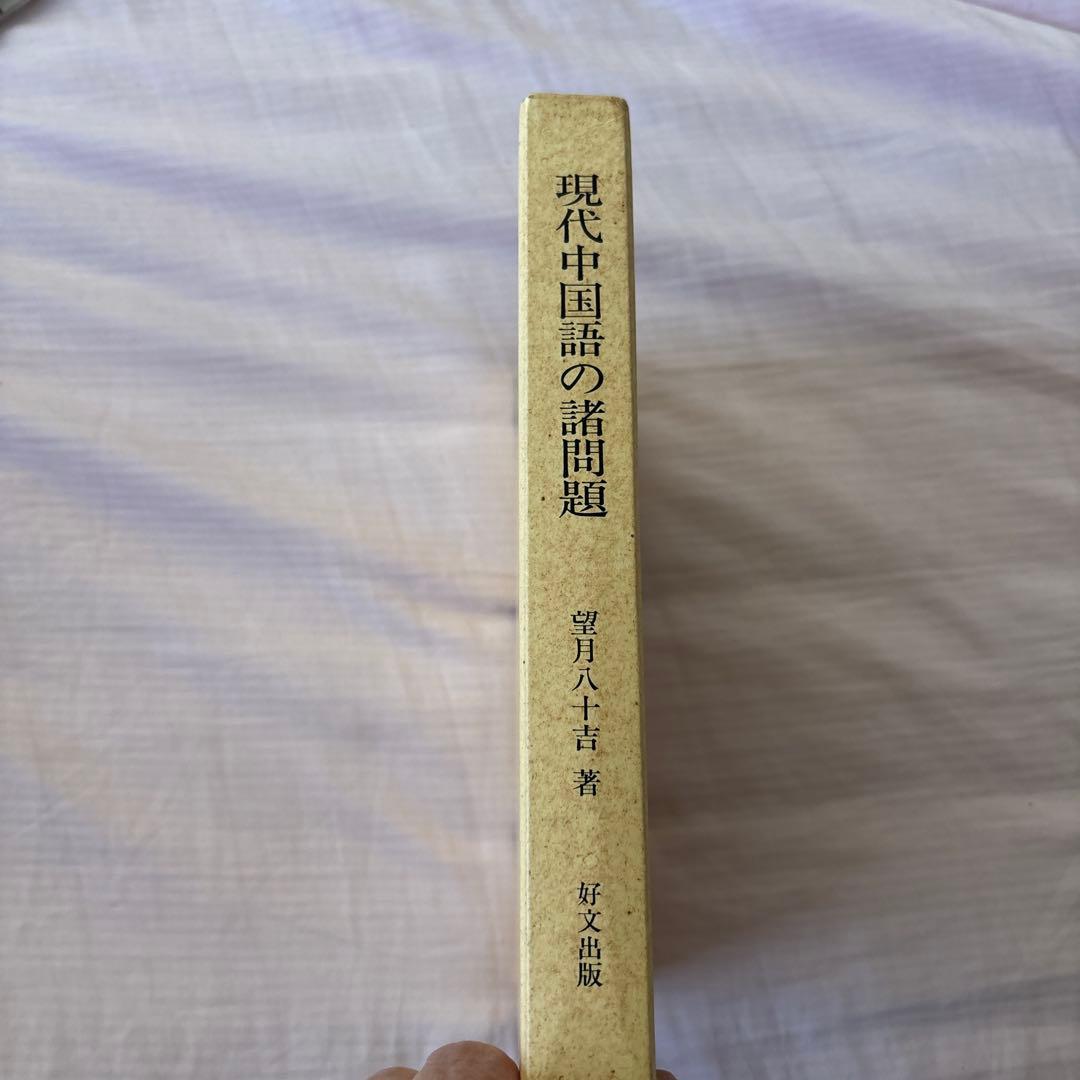 現代中国語の諸問題
望月八十吉 著
好文出版